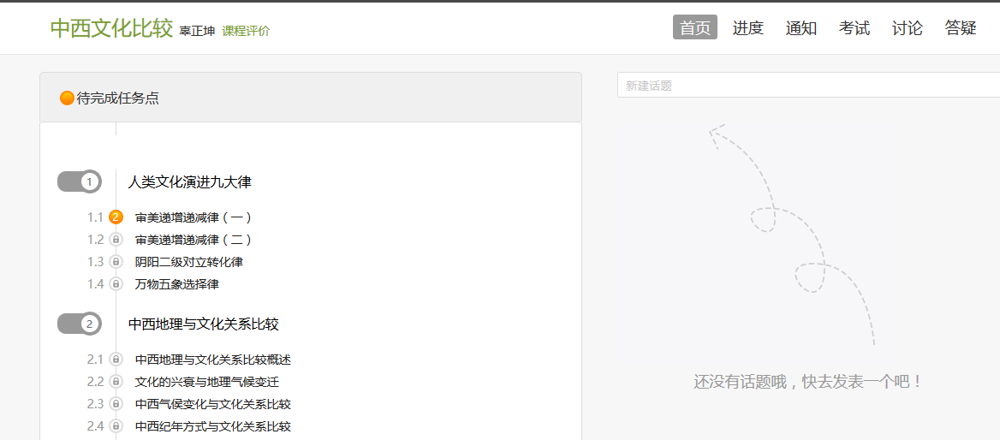 中西文化比较 辜正坤 课程评价
首页 进度 通知 考试 讨论 答疑
待完成任务点
新建话题
1 人类文化演进九大律
1.1 2 审美递增递减律（一）
1.2 审美递增递减律（二）
1.3 阴阳二级对立转化律
1.4 万物五象选择律
2 中西地理与文化关系比较
2.1 中西地理与文化关系比较概述
2.2 文化的兴衰与地理气候变迁
2.3 中西气侯变化与文化关系比较
2.4 中西纪年方式与文化关系比较
还没有话题哦，快去发表一个吧！